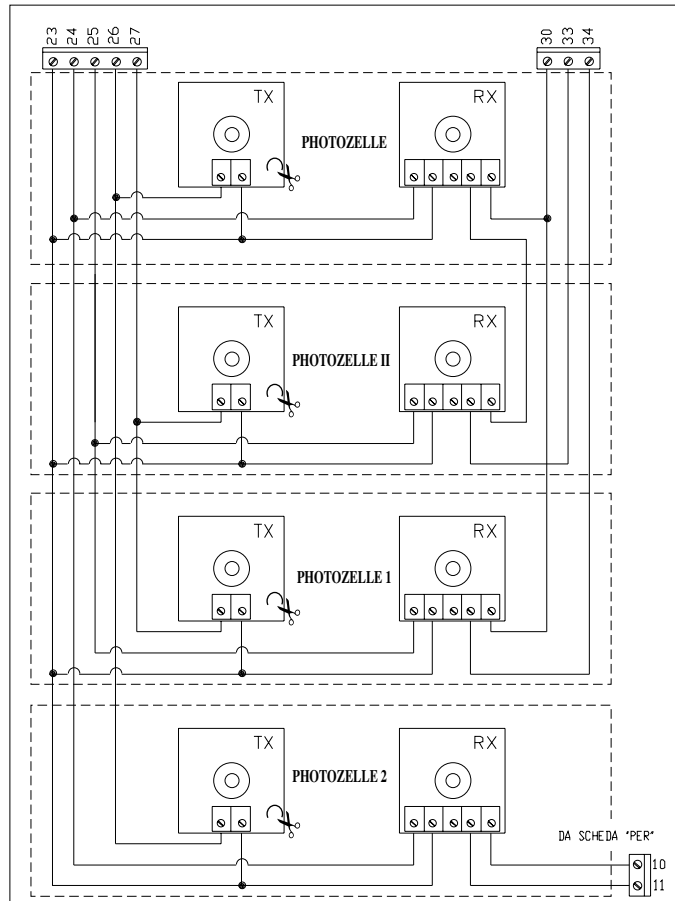 23 24 25 26 27
30 33 34
TX
PHOTOZELLE
RX
TX
PHOTOZELLE II
RX
TX
PHOTOZELLE 1
RX
TX
PHOTOZELLE 2
RX
DA SCHEDA "PER"
10
11